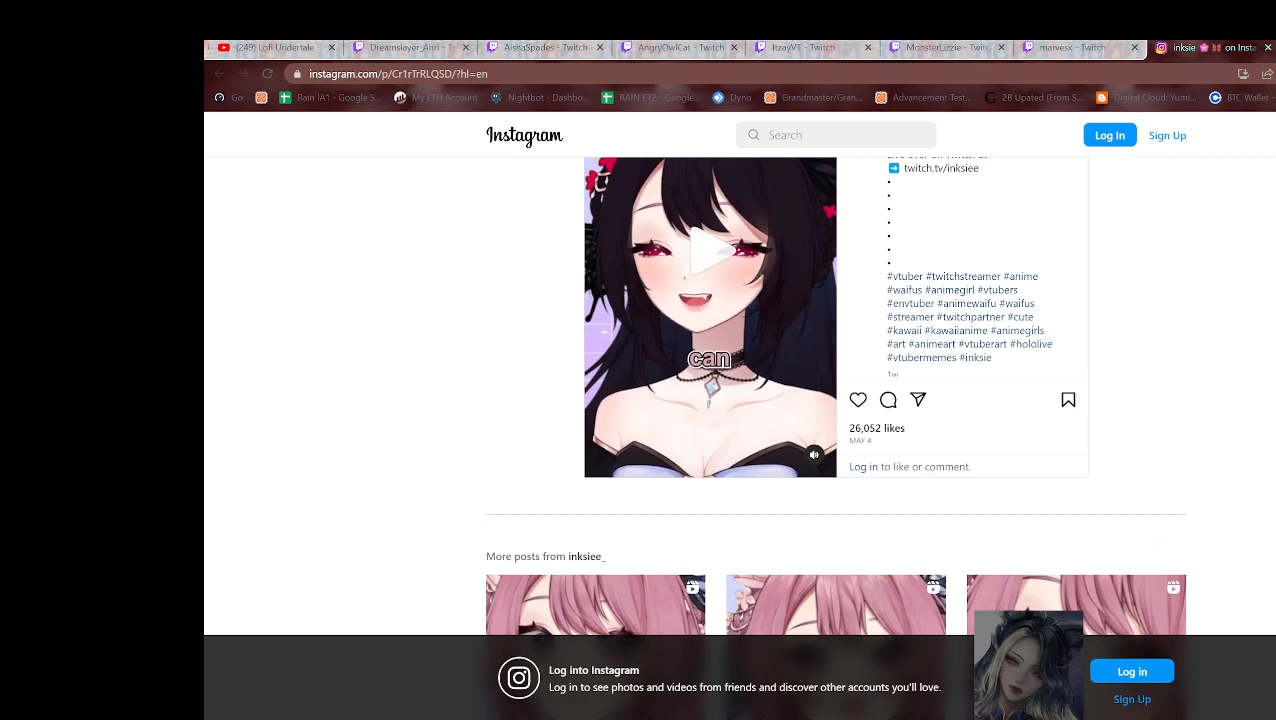 (249) Lofi Undertale
Dreamslayer_Ahri - T
AisnaSpades - Twitch
AngryOwlCat - Twitch
ItzayVT - Twitch
MonsterLizzie - Twitch
marvesx - Twitch
inksie 🌸 on Insta
instagram.com/p/Cr1rTrRLQSD/?hl=en
Go
Rain IA1 - Google S...
My ETH Account
Nightbot - Dashbo...
RAIN ET2 - Google...
Dyno
Grandmaster/Gran...
Advancement Test...
2B Upated (From S...
Digital Cloud: Yumi...
BTC Wallet -
Instagram
Search
Log In
Sign Up
➡ twitch.tv/inksiee
•
•
•
•
•
•
•
#vtuber #twitchstreamer #anime
#waifus #animegirl #vtubers
#envtuber #animewaifu #waifus
#streamer #twitchpartner #cute
#kawaii #kawaiianime #animegirls
#art #animeart #vtuberart #hololive
#vtubermemes #inksie
1w
can
26,052 likes
MAY 4
Log in to like or comment.
More posts from inksiee_
Log into Instagram
Log in to see photos and videos from friends and discover other accounts you'll love.
Log in
Sign Up